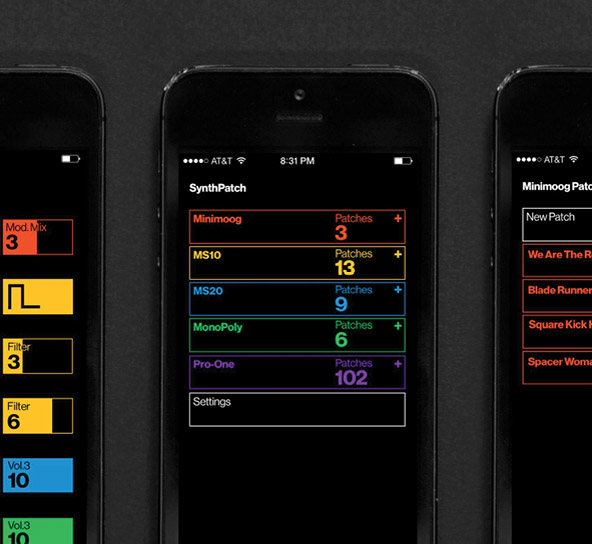 Mod. Mix
3
Filter
3
Filter
6
Vol.3
10
Vol.3
10
AT&T 8:31 PM
SynthPatch
Minimoog Patches +
3
MS10 Patches +
13
MS20 Patches +
9
MonoPoly Patches +
6
Pro-One Patches +
102
Settings
AT&T
Minimoog Patc
New Patch
We Are The R
Blade Runner
Square Kick
Spacer Woma